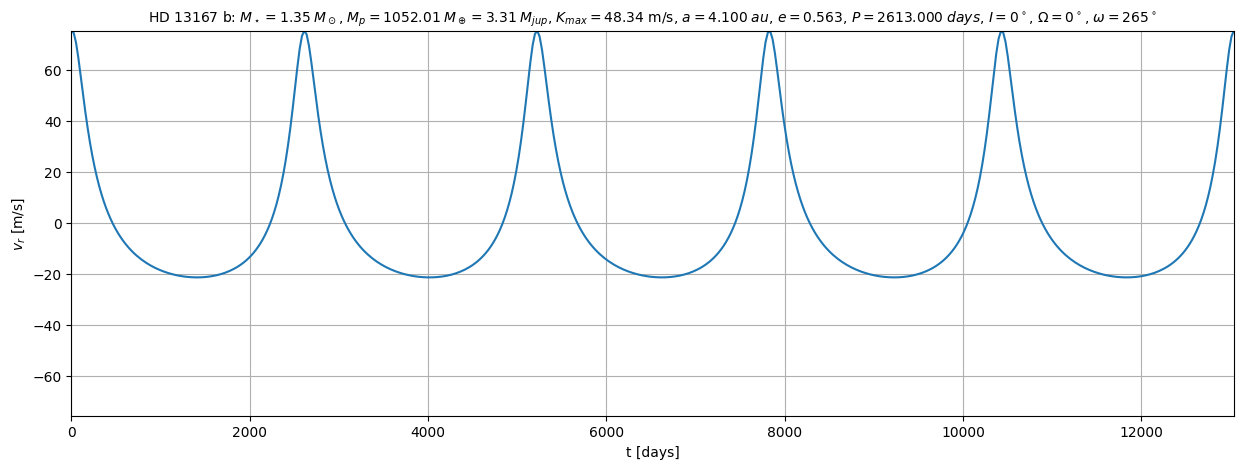 HD 13167 b: M⋆ = 1.35 M⊙, Mp = 1052.01 M⊕ = 3.31 Mjup, Kmax = 48.34 m/s, a = 4.100 au, e = 0.563, P = 2613.000 days, I = 0°, Ω = 0°, ω = 265°
60
40
20
0
−20
−40
−60
vr [m/s]
0 2000 4000 6000 8000 10000 12000
t [days]